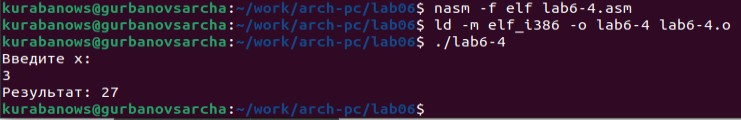 kurabanows@gurbanovsarcha:~/work/arch-pc/lab06$ nasm -f elf lab6-4.asm
kurabanows@gurbanovsarcha:~/work/arch-pc/lab06$ ld -m elf_i386 -o lab6-4 lab6-4.o
kurabanows@gurbanovsarcha:~/work/arch-pc/lab06$ ./lab6-4
Введите x:
3
Результат: 27
kurabanows@gurbanovsarcha:~/work/arch-pc/lab06$